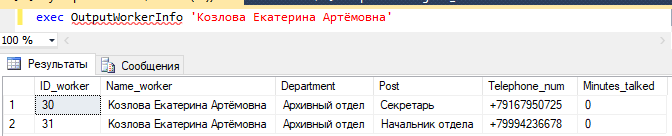 exec OutputWorkerInfo 'Козлова Екатерина Артёмовна'
100 %
Результаты Сообщения
ID_worker Name_worker Department Post Telephone_num Minutes_talked
1 30 Козлова Екатерина Артёмовна Архивный отдел Секретарь +79167950725 0
2 31 Козлова Екатерина Артёмовна Архивный отдел Начальник отдела +79994236678 0